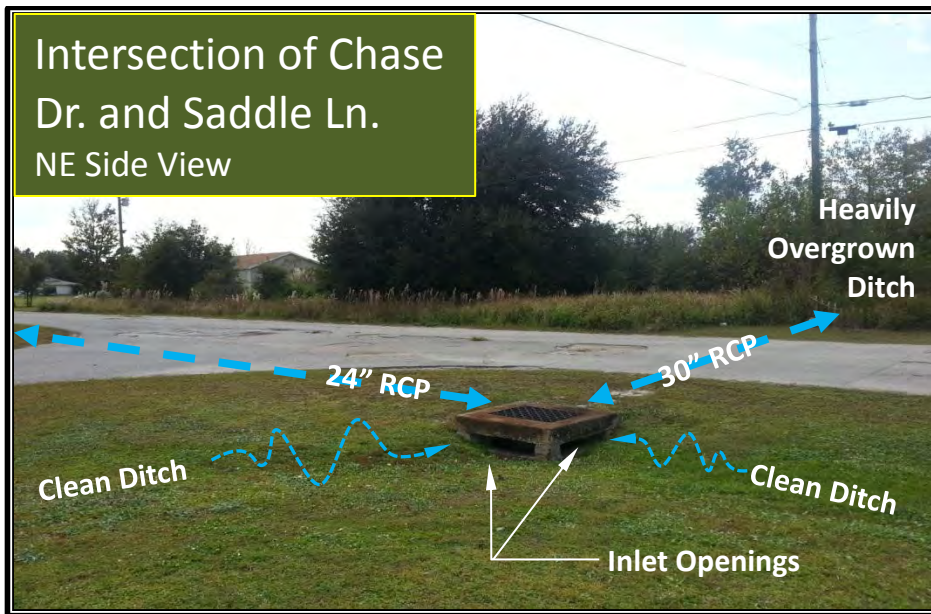 Intersection of Chase
Dr. and Saddle Ln.
NE Side View
Heavily
Overgrown
Ditch
24” RCP
30” RCP
Clean Ditch
Clean Ditch
Inlet Openings